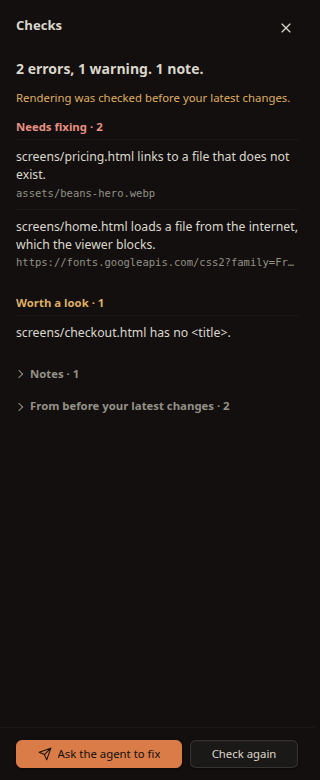 Checks
2 errors, 1 warning. 1 note.
Rendering was checked before your latest changes.
Needs fixing · 2
screens/pricing.html links to a file that does not
exist.
assets/beans-hero.webp
screens/home.html loads a file from the internet,
which the viewer blocks.
https://fonts.googleapis.com/css2?family=Fr…
Worth a look · 1
screens/checkout.html has no <title>.
Notes · 1
From before your latest changes · 2
Ask the agent to fix
Check again